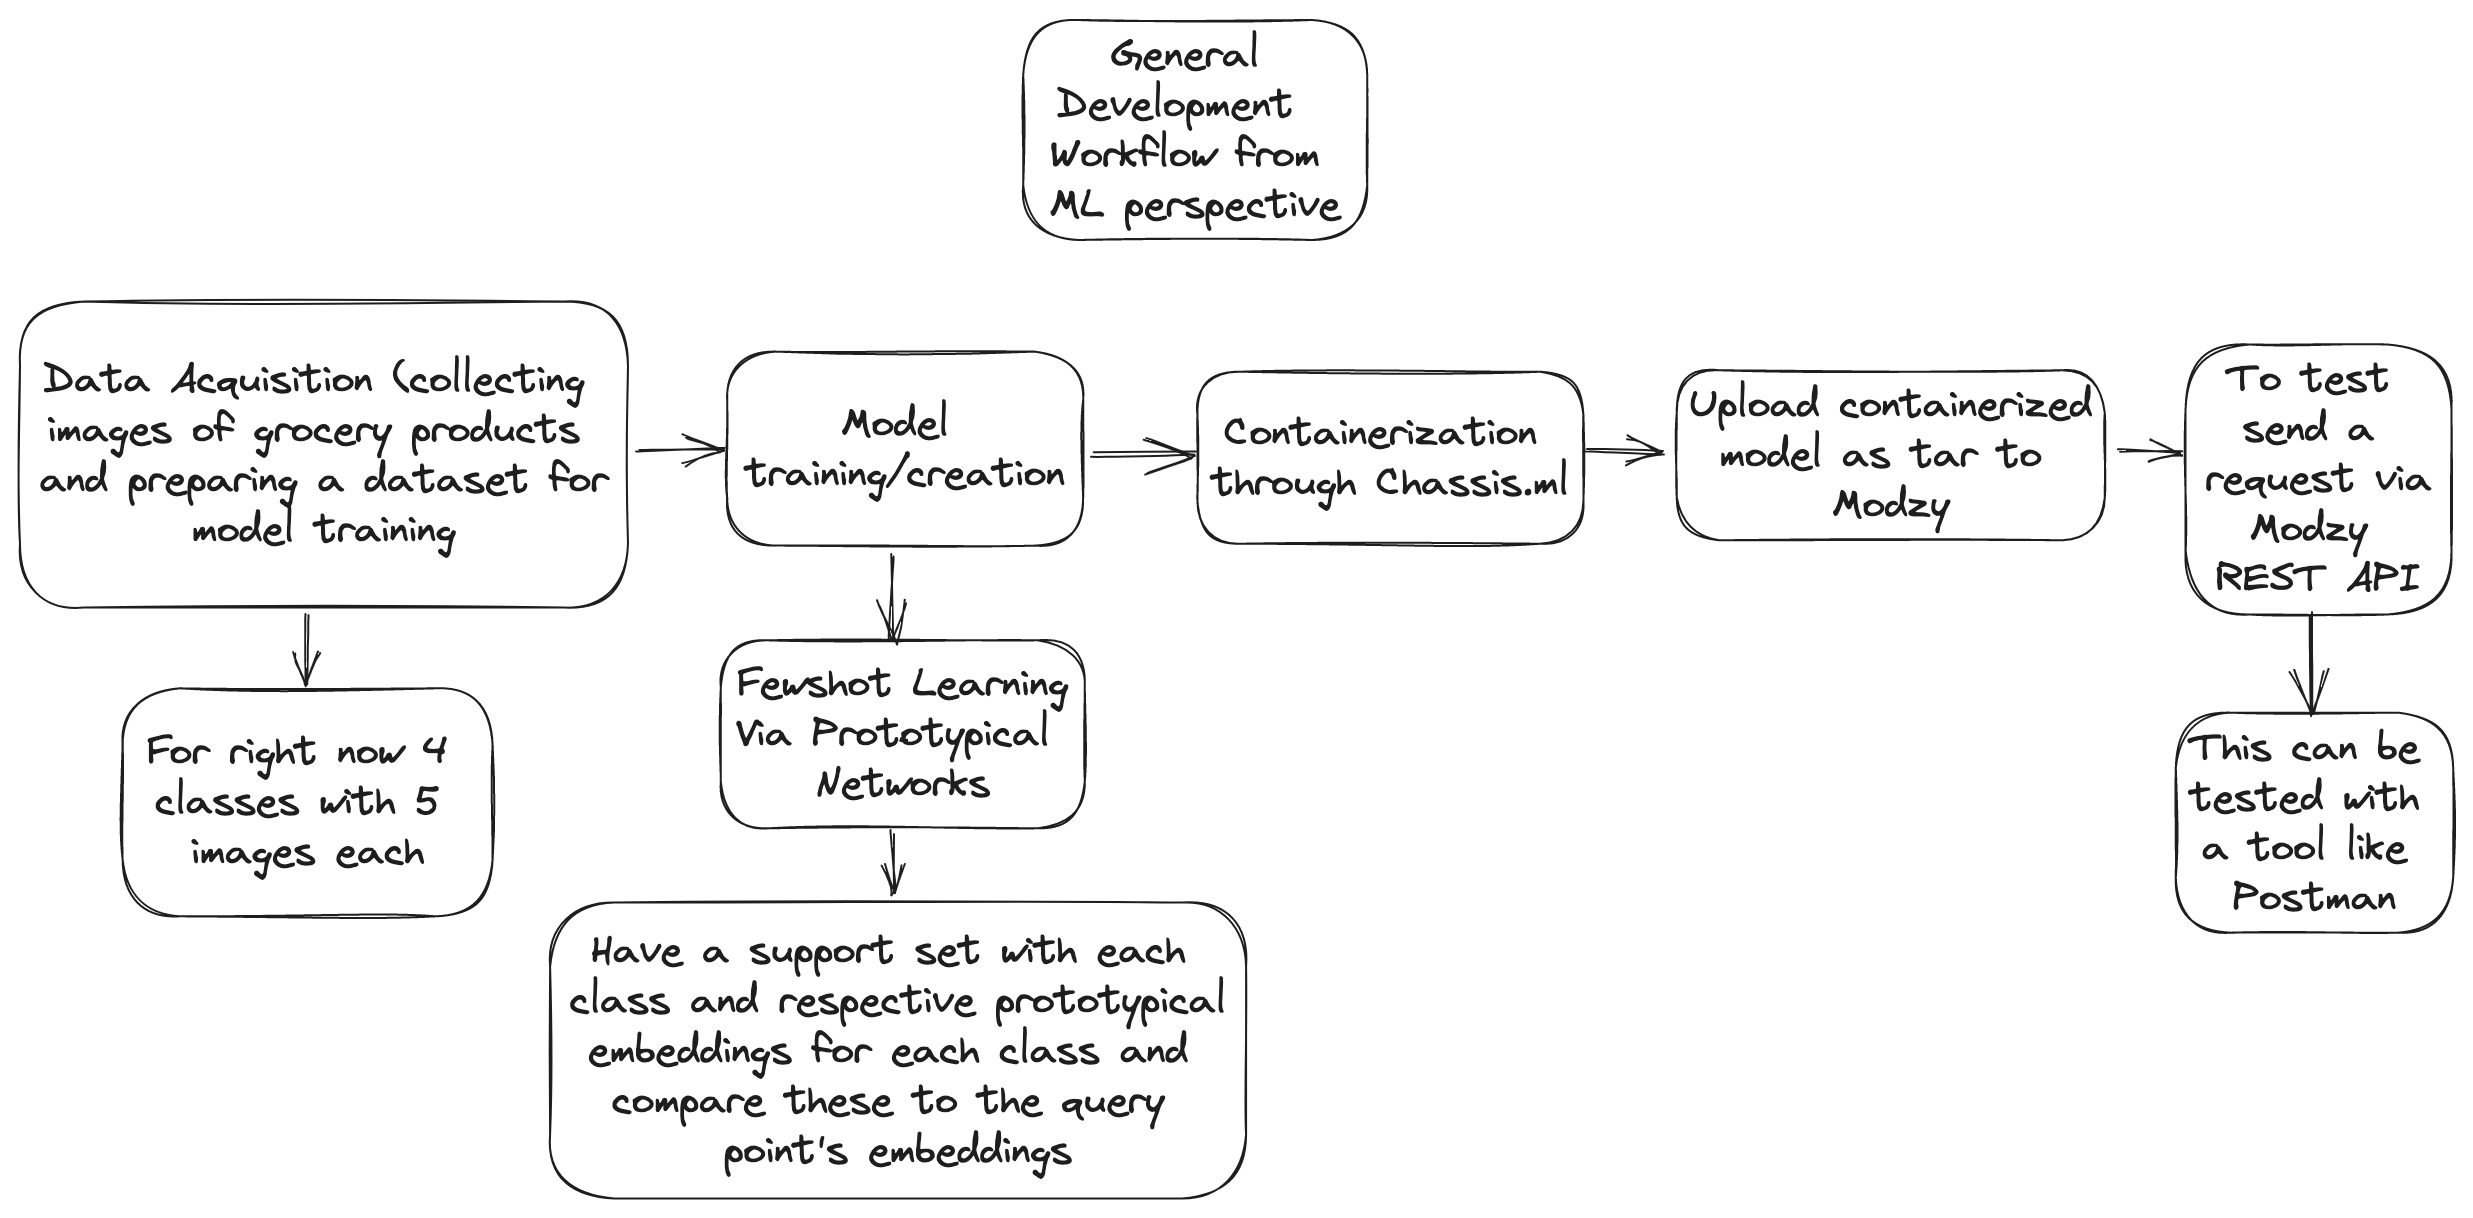 General
Development
Workflow from
ML perspective
Data Acquisition (collecting
images of grocery products
and preparing a dataset for
model training
Model
training/creation
Containerization
through Chassis.ml
Upload containerized
model as tar to
Modzy
To test
send a
request via
Modzy
REST API
For right now 4
classes with 5
images each
Fewshot Learning
Via Prototypical
Networks
This can be
tested with
a tool like
Postman
Have a support set with each
class and respective prototypical
embeddings for each class and
compare these to the query
point's embeddings